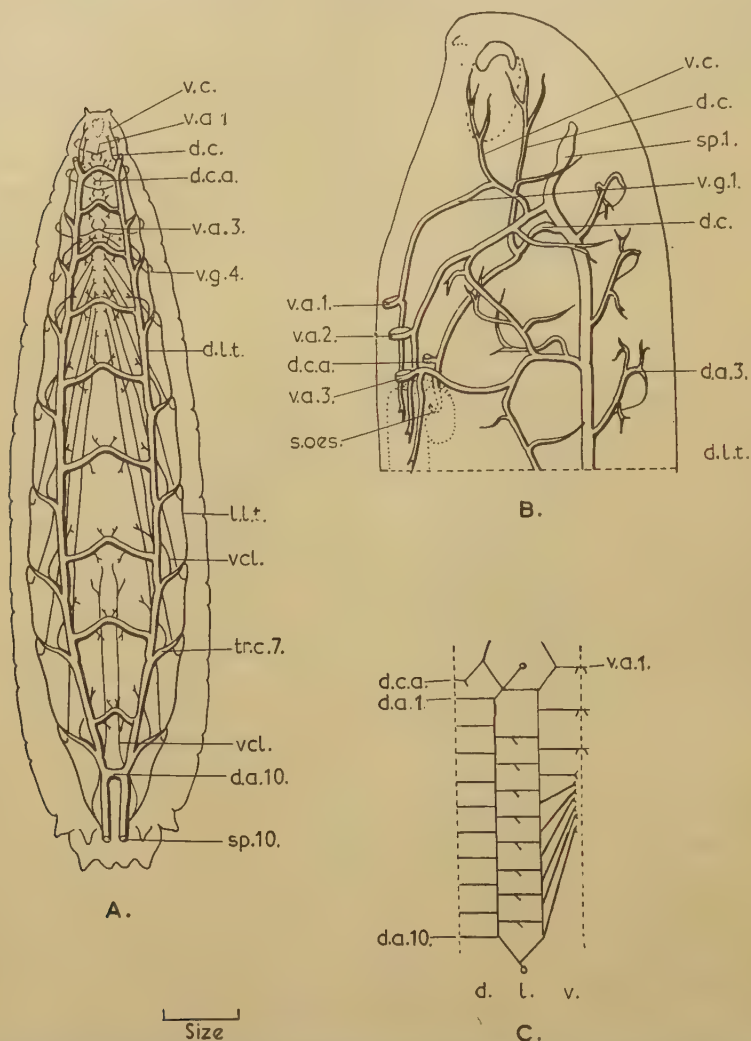 v.c.
v.a 1
d.c.
d.c.a.
v.a.3.
v.g.4.
d.l.t.
l.l.t.
vcl.
tr.c.7.
vcl.
d.a.10.
sp.10.
A.
Size
v.c.
d.c.
sp.1.
v.g.1.
d.c.
v.a.1.
v.a.2.
d.c.a.
v.a.3.
s.oes.
d.a.3.
d.l.t.
B.
d.c.a.
d.a.1.
v.a.1.
d.a.10.
d. l. v.
C.